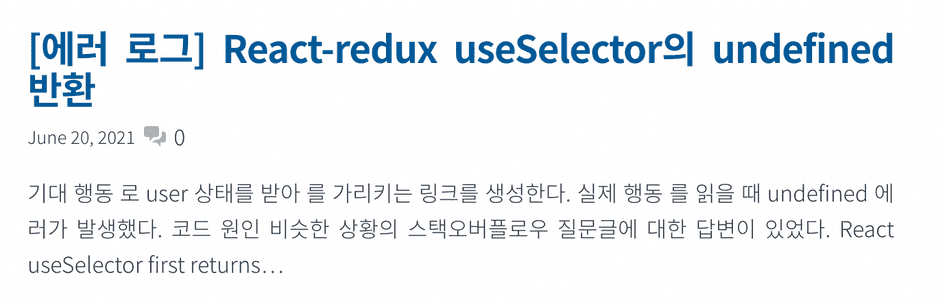 [에러 로그] React-redux useSelector의 undefined
반환
June 20, 2021 0
기대 행동 로 user 상태를 받아 를 가리키는 링크를 생성한다. 실제 행동 를 읽을 때 undefined 에
러가 발생했다. 코드 원인 비슷한 상황의 스택오버플로우 질문글에 대한 답변이 있었다. React
useSelector first returns…